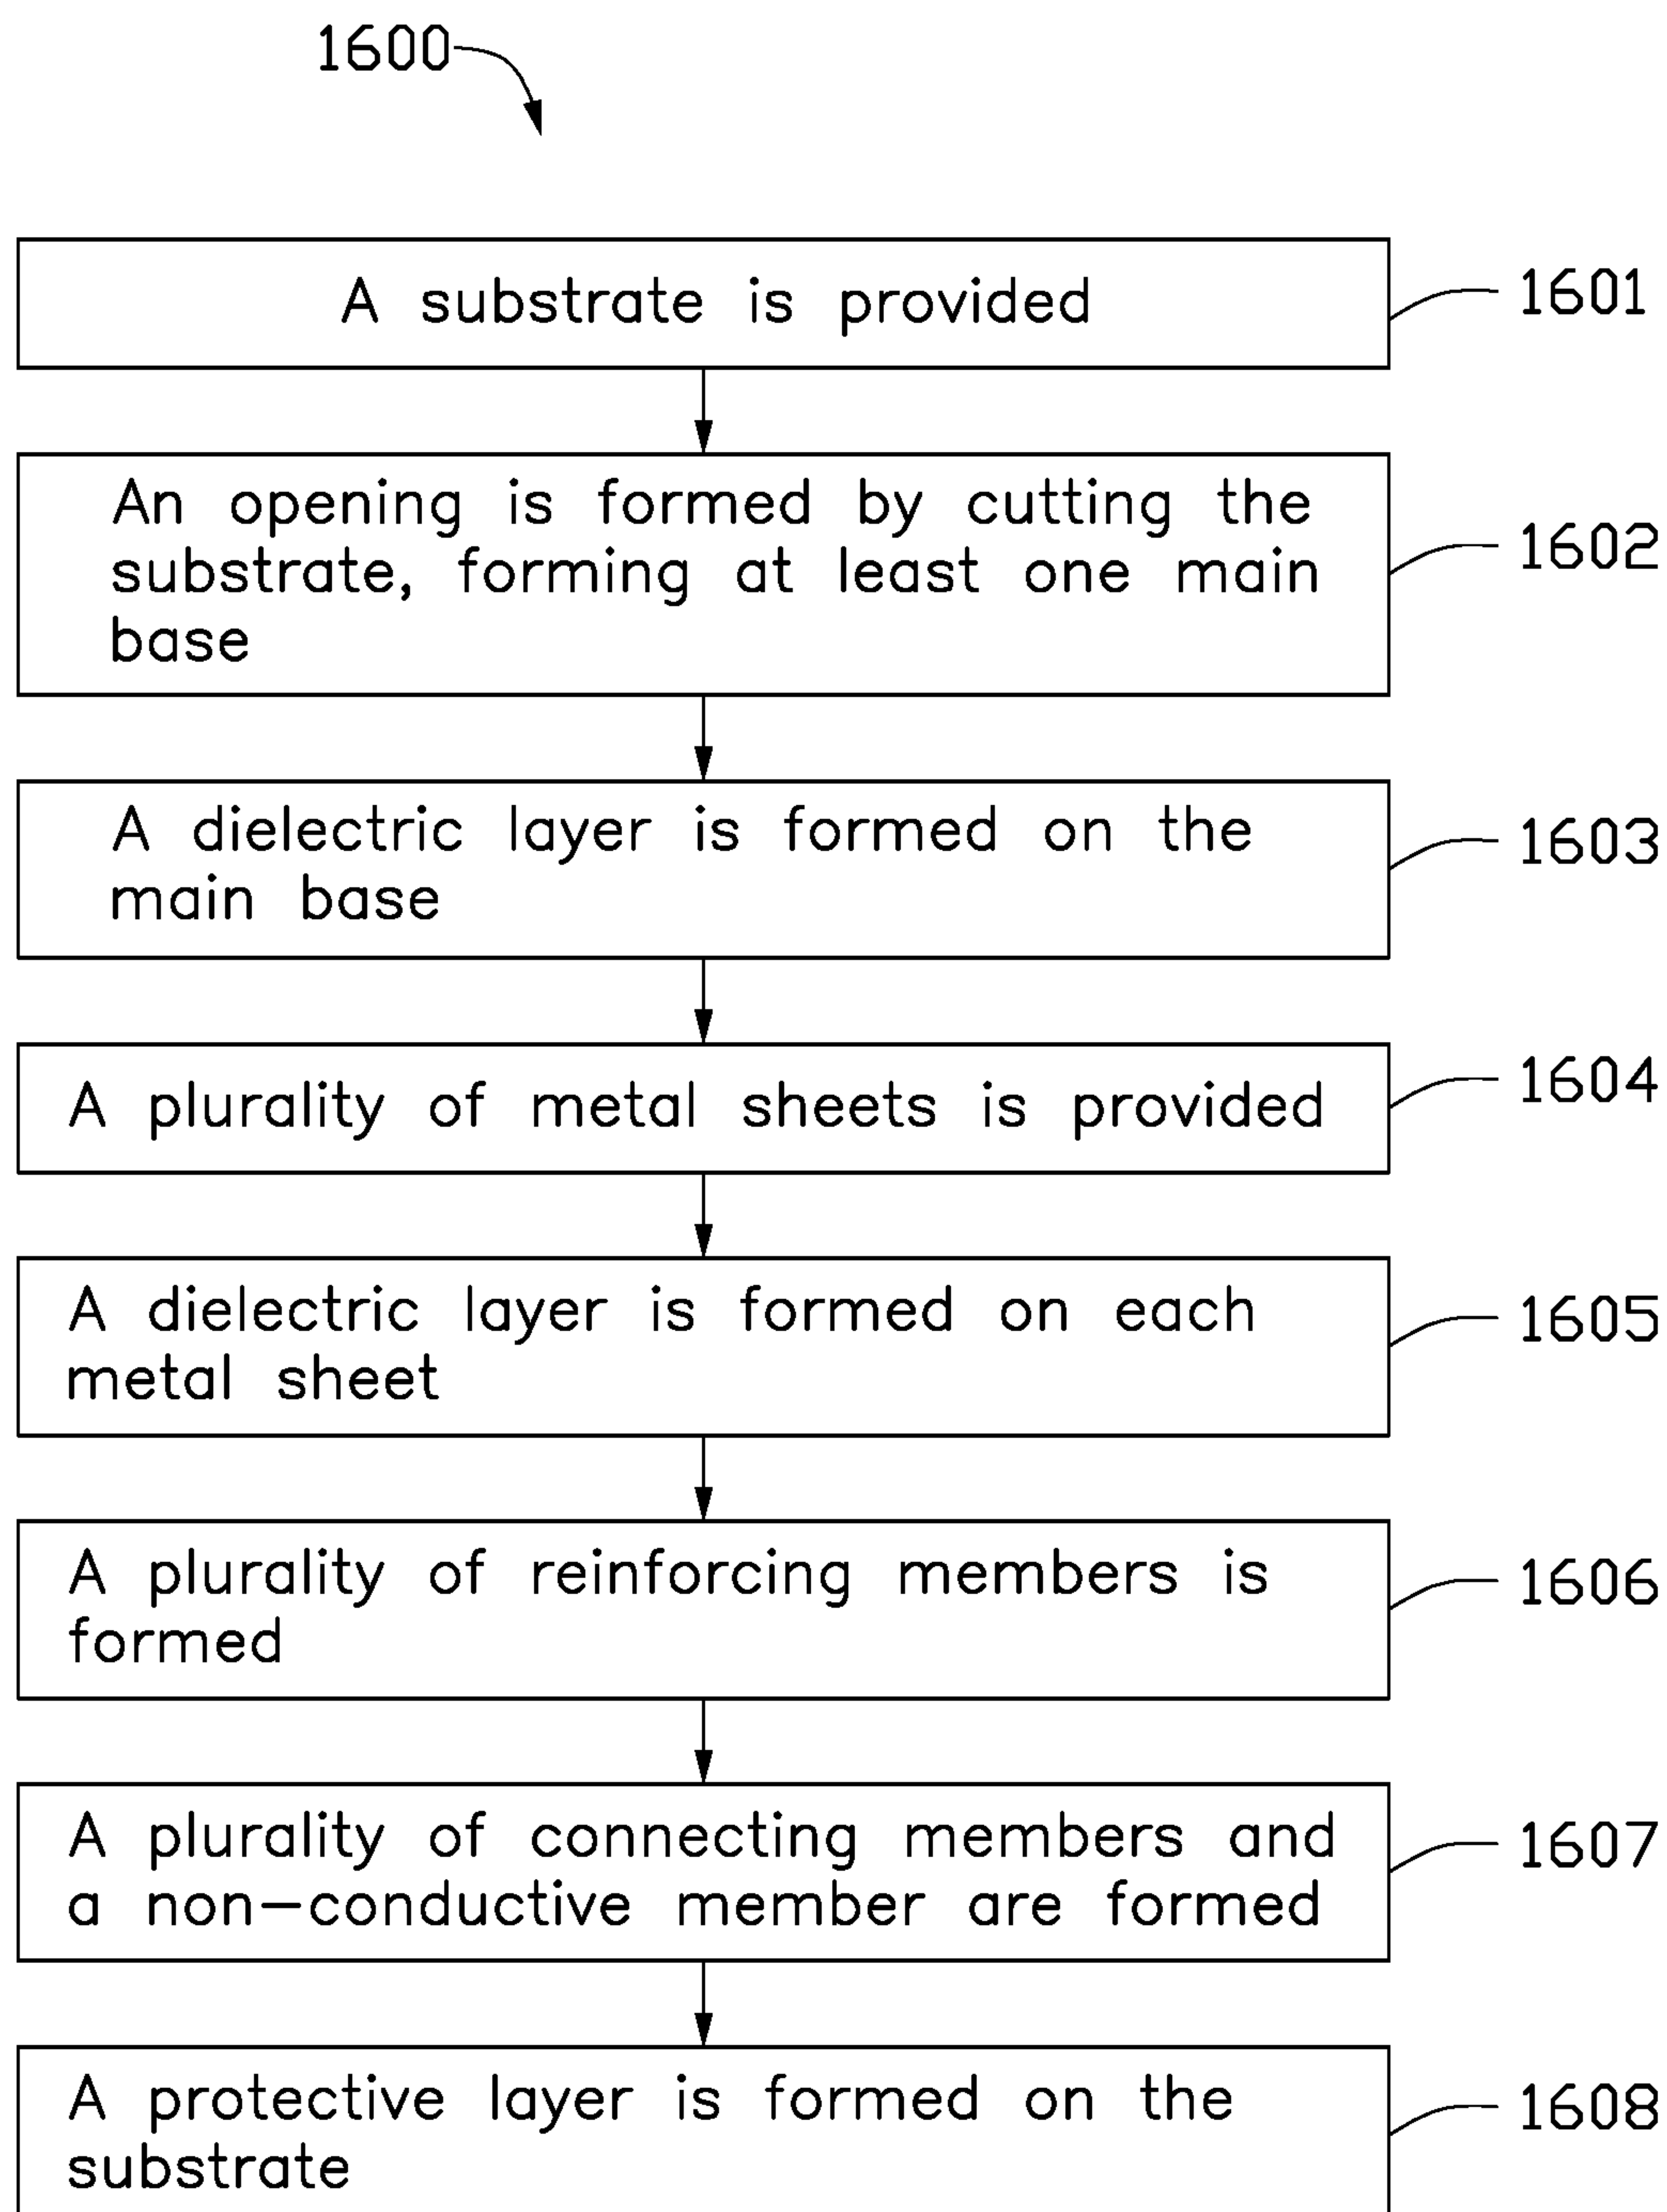 1600
A substrate is provided
1601
An opening is formed by cutting the
substrate, forming at least one main
base
1602
A dielectric layer is formed on the
main base
1603
A plurality of metal sheets is provided
1604
A dielectric layer is formed on each
metal sheet
1605
A plurality of reinforcing members is
formed
1606
A plurality of connecting members and
a non-conductive member are formed
1607
A protective layer is formed on the
substrate
1608